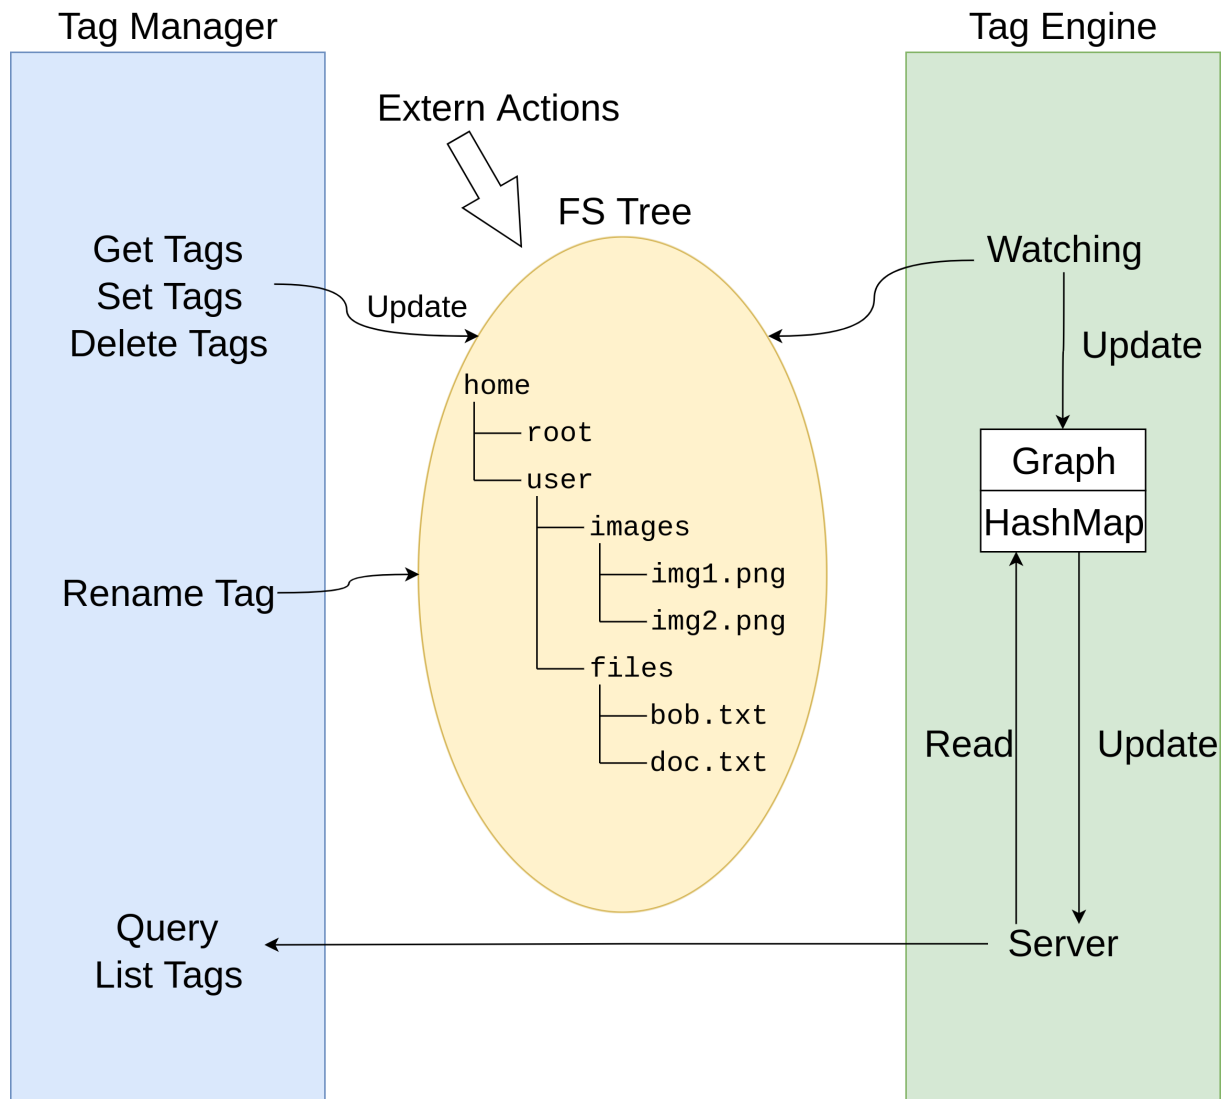 Tag Manager
Tag Engine
Extern Actions
FS Tree
Get Tags
Set Tags
Delete Tags
Update
Watching
Update
home
root
user
images
img1.png
img2.png
files
bob.txt
doc.txt
Graph
HashMap
Rename Tag
Read
Update
Query
List Tags
Server